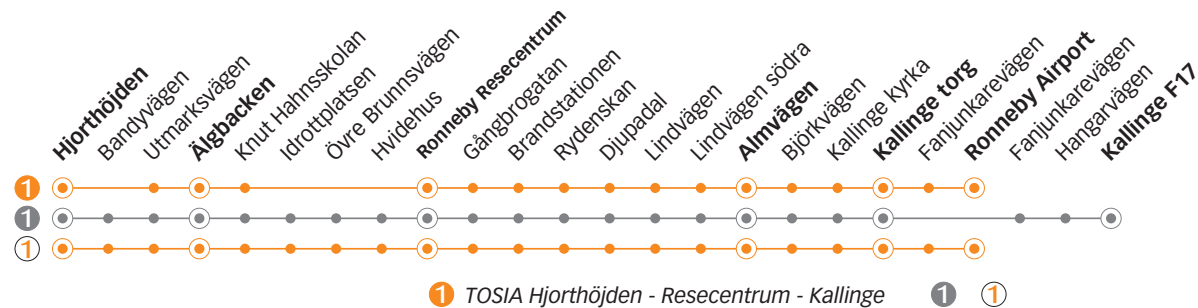 Hjorthöjden
Bandyvägen
Utmarksvägen
Älgbacken
Knut Hahnsskolan
Idrottplatsen
Övre Brunnsvägen
Hvidehus
Ronneby Resecentrum
Gångbrogatan
Brandstationen
Rydenskan
Djupadal
Lindvägen
Lindvägen södra
Almvägen
Björkvägen
Kallinge Kyrka
Kallinge torg
Fanjunkarevägen
Ronneby Airport
Fanjunkarevägen
Hangarvägen
Kallinge F17
1
1
1
1 TOSIA Hjorthöjden - Resecentrum - Kallinge 1 1